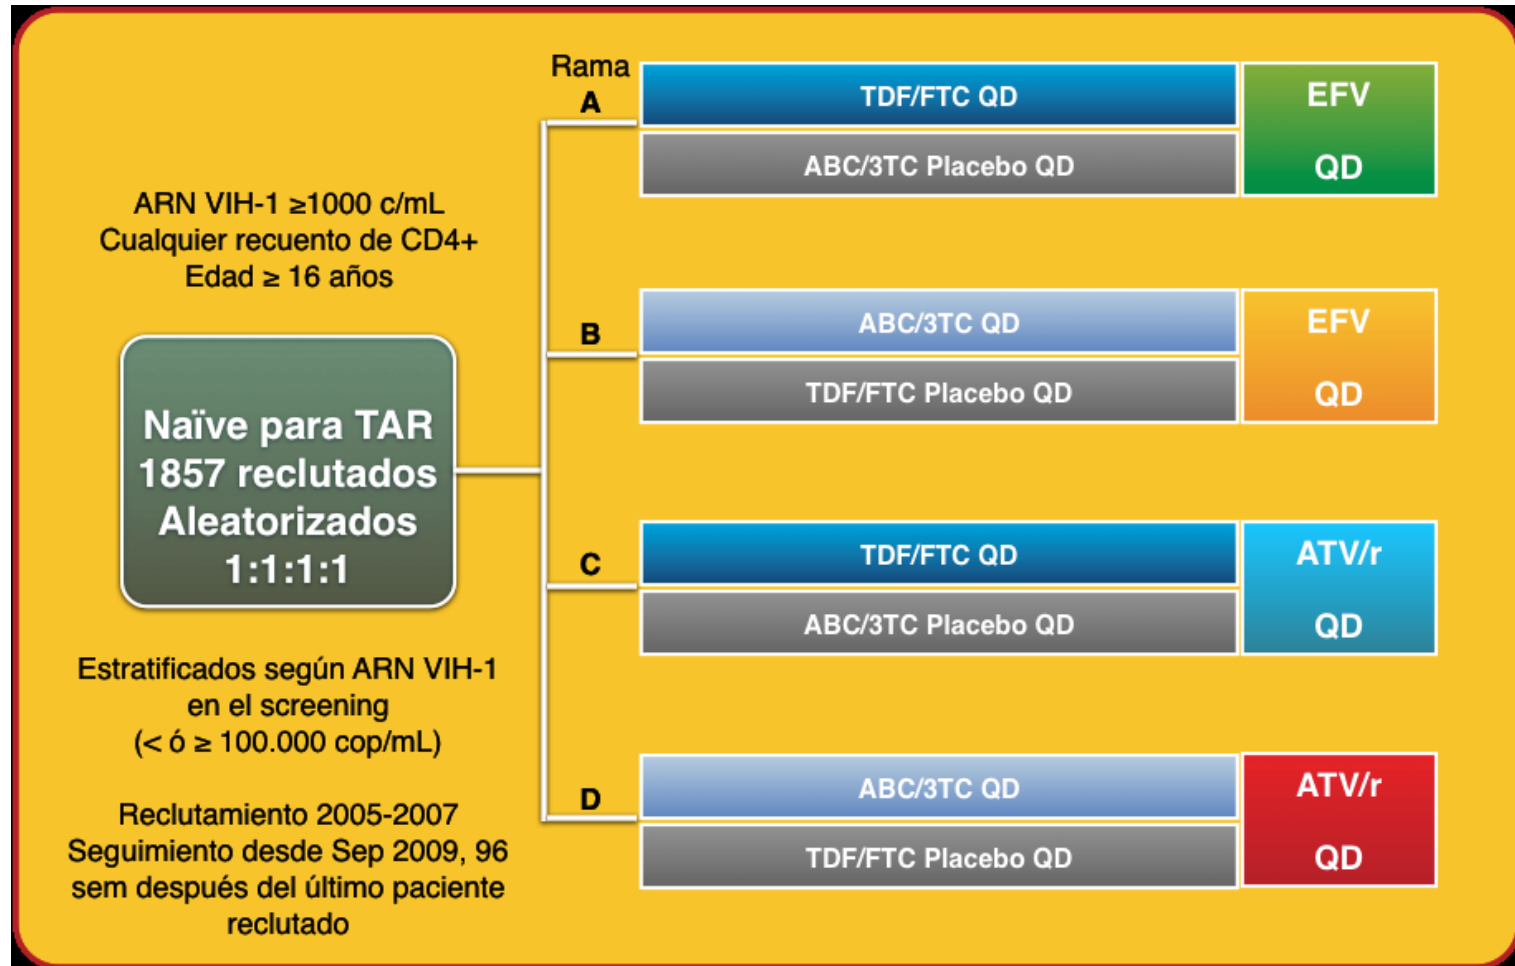 ARN VIH-1 ≥1000 c/mL
Cualquier recuento de CD4+
Edad ≥ 16 años
Naïve para TAR
1857 reclutados
Aleatorizados
1:1:1:1
Estratificados según ARN VIH-1
en el screening
(< ó ≥ 100.000 cop/mL)
Reclutamiento 2005-2007
Seguimiento desde Sep 2009, 96
sem después del último paciente
reclutado
Rama
A
TDF/FTC QD
ABC/3TC Placebo QD
EFV
QD
B
ABC/3TC QD
TDF/FTC Placebo QD
EFV
QD
C
TDF/FTC QD
ABC/3TC Placebo QD
ATV/r
QD
D
ABC/3TC QD
TDF/FTC Placebo QD
ATV/r
QD